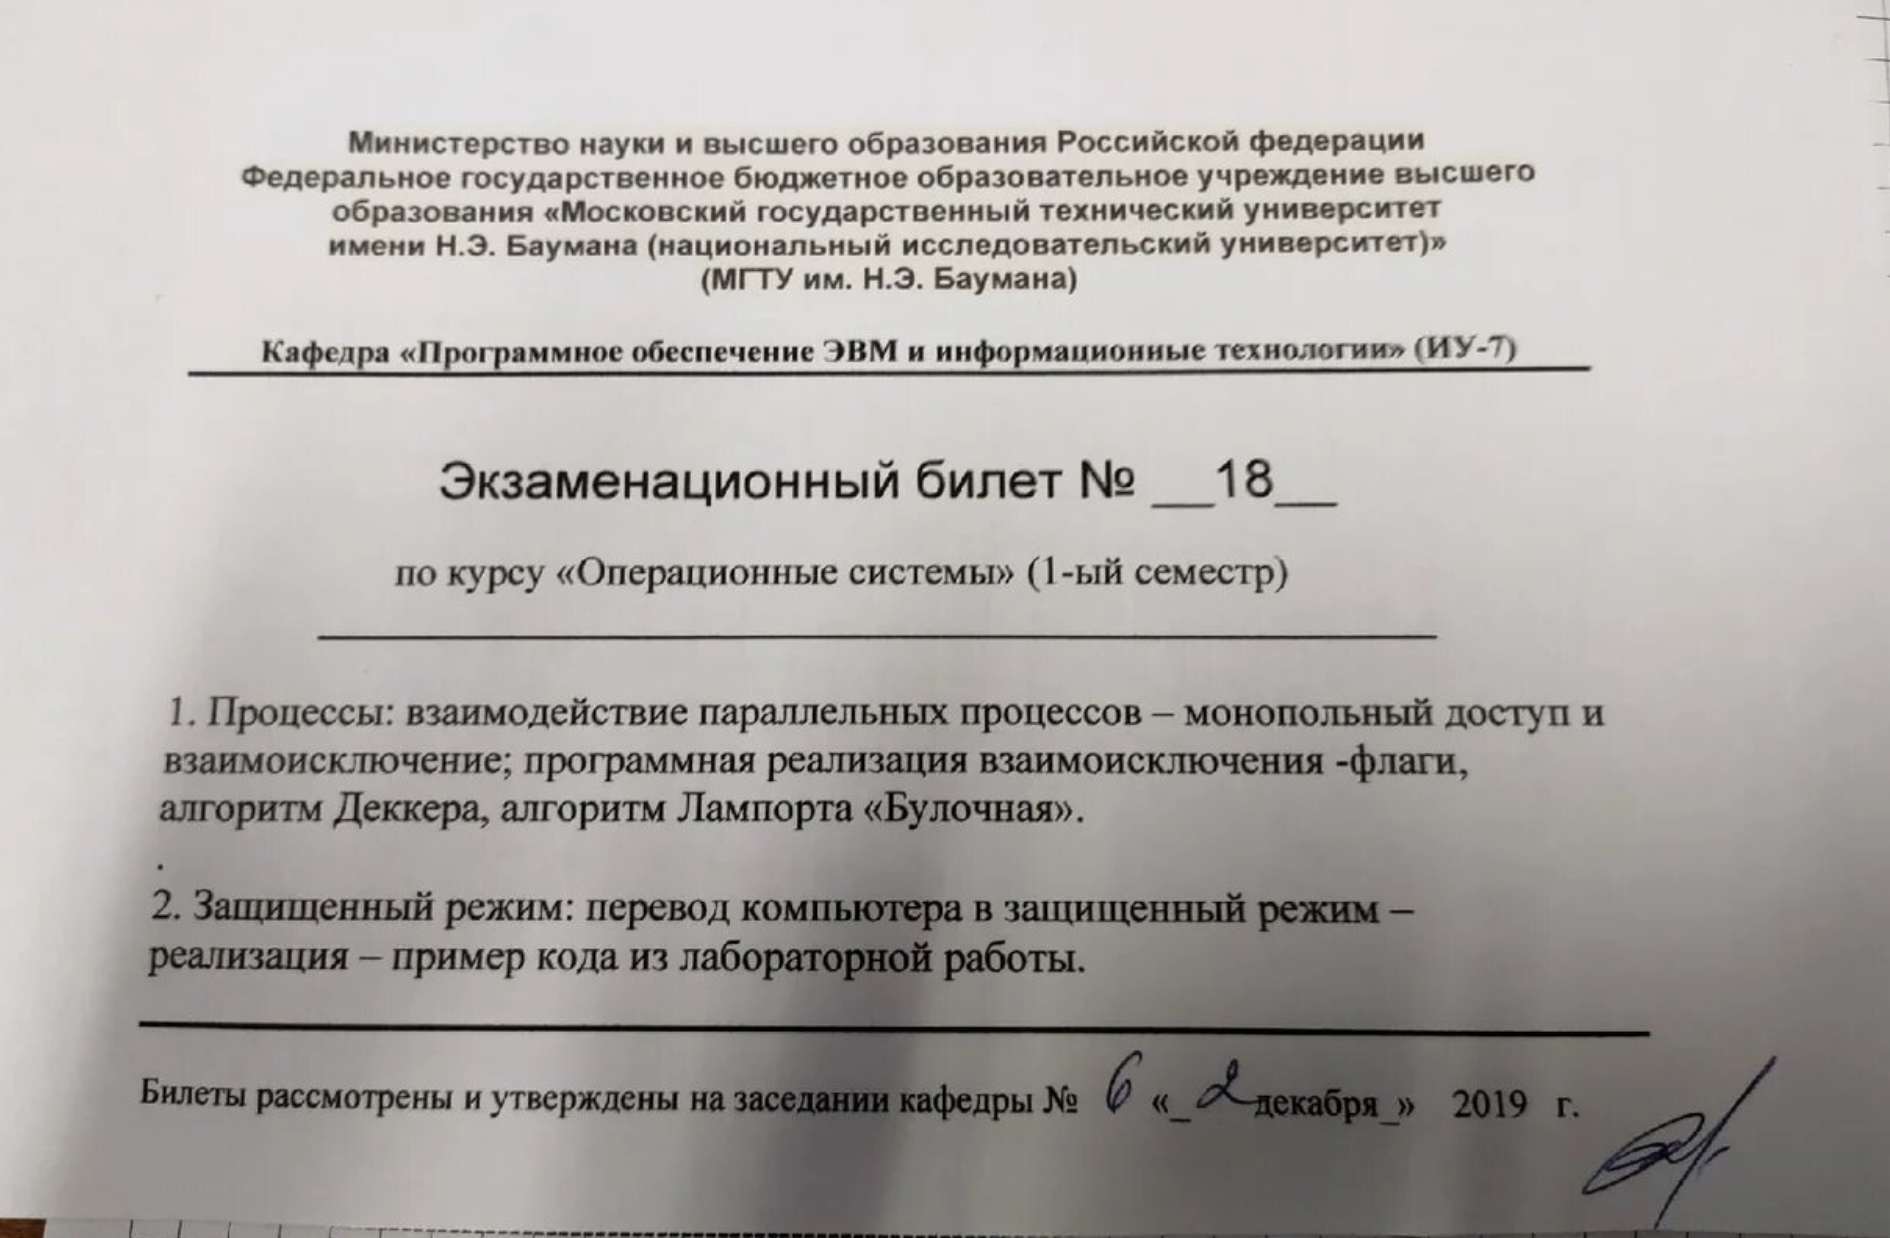 Министерство науки и высшего образования Российской федерации
Федеральное государственное бюджетное образовательное учреждение высшего
образования «Московский государственный технический университет
имени Н.Э. Баумана (национальный исследовательский университет)»
(МГТУ им. Н.Э. Баумана)
Кафедра «Программное обеспечение ЭВМ и информационные технологии» (ИУ-7)
Экзаменационный билет № __18__
по курсу «Операционные системы» (1-ый семестр)
1. Процессы: взаимодействие параллельных процессов – монопольный доступ и
взаимоисключение; программная реализация взаимоисключения -флаги,
алгоритм Деккера, алгоритм Лампорта «Булочная».
.
2. Защищенный режим: перевод компьютера в защищенный режим –
реализация – пример кода из лабораторной работы.
Билеты рассмотрены и утверждены на заседании кафедры № 6 «_2 декабря_» 2019 г.